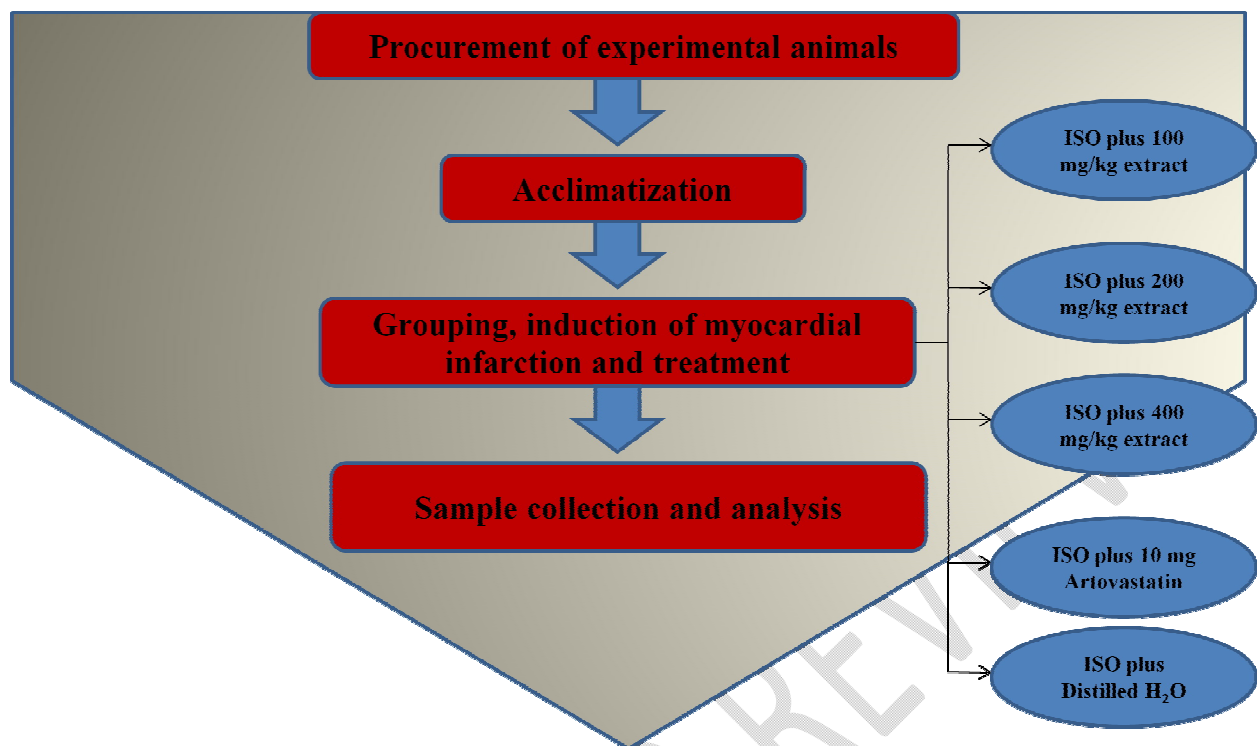 Procurement of experimental animals
Acclimatization
Grouping, induction of myocardial
infarction and treatment
Sample collection and analysis
ISO plus 100
mg/kg extract
ISO plus 200
mg/kg extract
ISO plus 400
mg/kg extract
ISO plus 10 mg
Artovastatin
ISO plus
Distilled H₂O